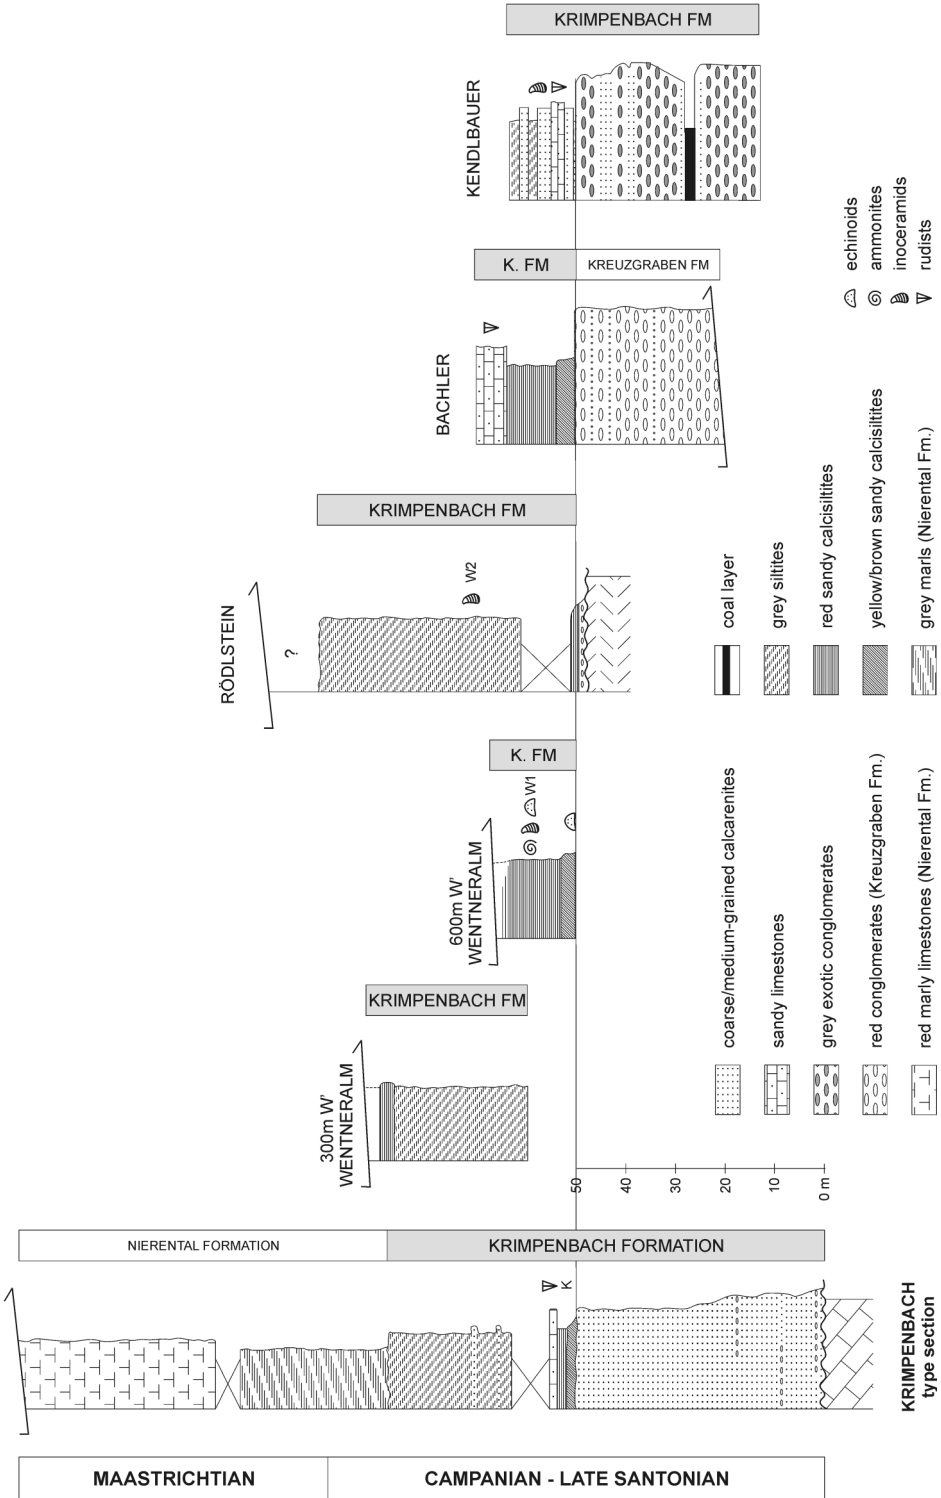 MAASTRICHTIAN
CAMPANIAN - LATE SANTONIAN
KRIMPENBACH
type section
NIERENTAL FORMATION
KRIMPENBACH FORMATION
K
50
40
30
20
10
0 m
300m W'
WENTNERALM
KRIMPENBACH FM
600m W'
WENTNERALM
K. FM
W1
RÖDLSTEIN
?
KRIMPENBACH FM
W2
BACHLER
K. FM
KREUZGRABEN FM
KENDLBAUER
KRIMPENBACH FM
coarse/medium-grained calcarenites
sandy limestones
grey exotic conglomerates
red conglomerates (Kreuzgraben Fm.)
red marly limestones (Nierental Fm.)
coal layer
grey siltites
red sandy calcisiltites
yellow/brown sandy calcisiltites
grey marls (Nierental Fm.)
echinoids
ammonites
inoceramids
rudists